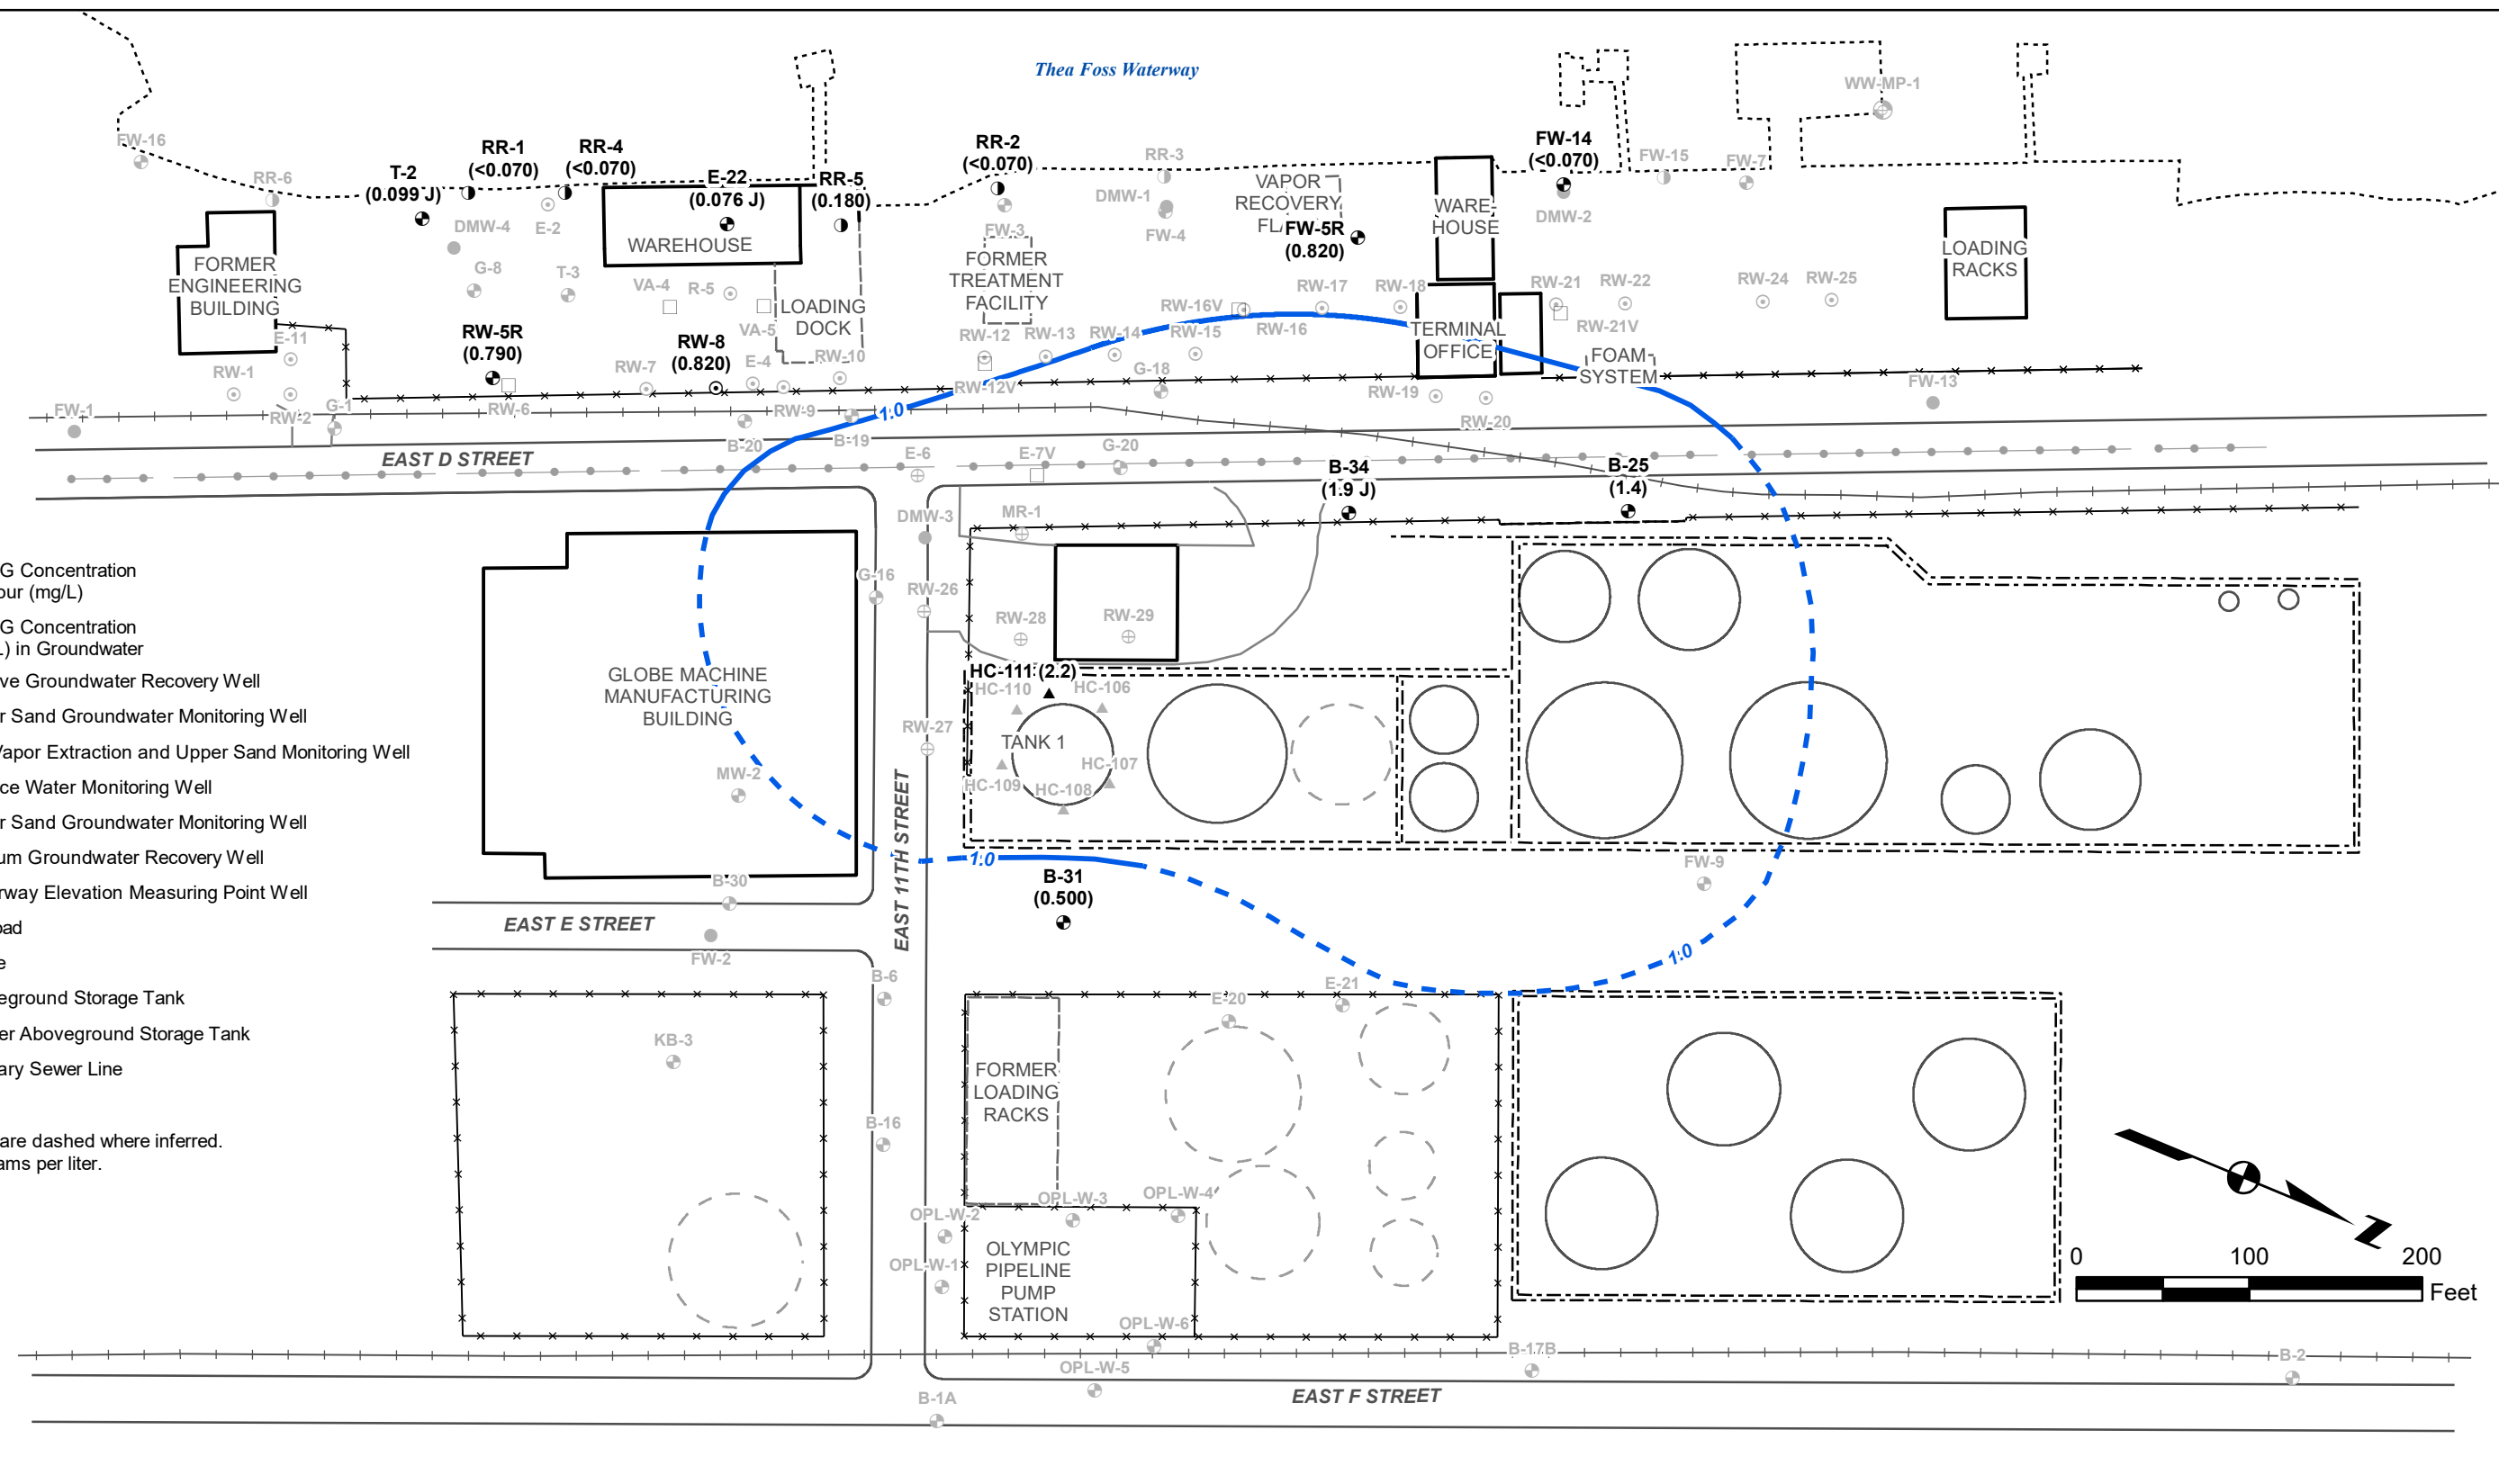 Thea Foss Waterway
WW-MP-1
FW-16
RR-6
T-2
(0.099 J)
RR-1
(<0.070)
RR-4
(<0.070)
E-22
(0.076 J)
RR-5
(0.180)
RR-2
(<0.070)
RR-3
FW-14
(<0.070)
FW-15
FW-7
DMW-4
E-2
WAREHOUSE
FW-3
DMW-1
FW-4
VAPOR
RECOVERY
FL
FW-5R
(0.820)
WARE-
HOUSE
DMW-2
LOADING
RACKS
FORMER
ENGINEERING
BUILDING
G-8
T-3
VA-4
R-5
VA-5
LOADING
DOCK
FORMER
TREATMENT
FACILITY
RW-16V
RW-17
RW-18
RW-21
RW-22
RW-24
RW-25
RW-21V
E-11
RW-1
RW-5R
(0.790)
RW-7
RW-8
(0.820)
E-4
RW-10
RW-12
RW-13
RW-14
RW-15
RW-16
TERMINAL
OFFICE
FOAM
SYSTEM
FW-1
RW-2
G-1
RW-6
RW-9
RW-12V
G-18
RW-19
RW-20
FW-13
1.0
B-20
B-19
EAST D STREET
E-6
E-7V
G-20
B-34
(1.9 J)
B-25
(1.4)
DMW-3
MR-1
G Concentration
our (mg/L)
G Concentration
L) in Groundwater
ve Groundwater Recovery Well
r Sand Groundwater Monitoring Well
Vapor Extraction and Upper Sand Monitoring Well
ce Water Monitoring Well
r Sand Groundwater Monitoring Well
um Groundwater Recovery Well
rway Elevation Measuring Point Well
oad
e
eground Storage Tank
er Aboveground Storage Tank
ary Sewer Line
are dashed where inferred.
ams per liter.
G-16
RW-26
RW-28
RW-29
GLOBE MACHINE
MANUFACTURING
BUILDING
HC-111 (2.2)
HC-110
HC-106
RW-27
TANK 1
HC-107
HC-109
HC-108
MW-2
EAST 11TH STREET
1.0
B-31
(0.500)
FW-9
B-30
EAST E STREET
FW-2
1.0
B-6
E-20
E-21
KB-3
FORMER
LOADING
RACKS
B-16
OPL-W-3
OPL-W-4
OPL-W-2
OPL-W-1
OLYMPIC
PIPELINE
PUMP
STATION
OPL-W-6
OPL-W-5
B-17B
B-2
B-1A
EAST F STREET
Z
0 100 200
Feet